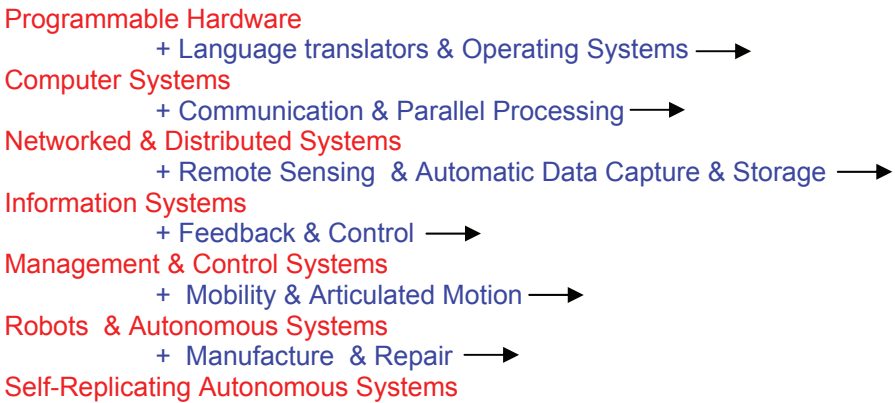 Programmable Hardware
+ Language translators & Operating Systems
Computer Systems
+ Communication & Parallel Processing
Networked & Distributed Systems
+ Remote Sensing & Automatic Data Capture & Storage
Information Systems
+ Feedback & Control
Management & Control Systems
+ Mobility & Articulated Motion
Robots & Autonomous Systems
+ Manufacture & Repair
Self-Replicating Autonomous Systems